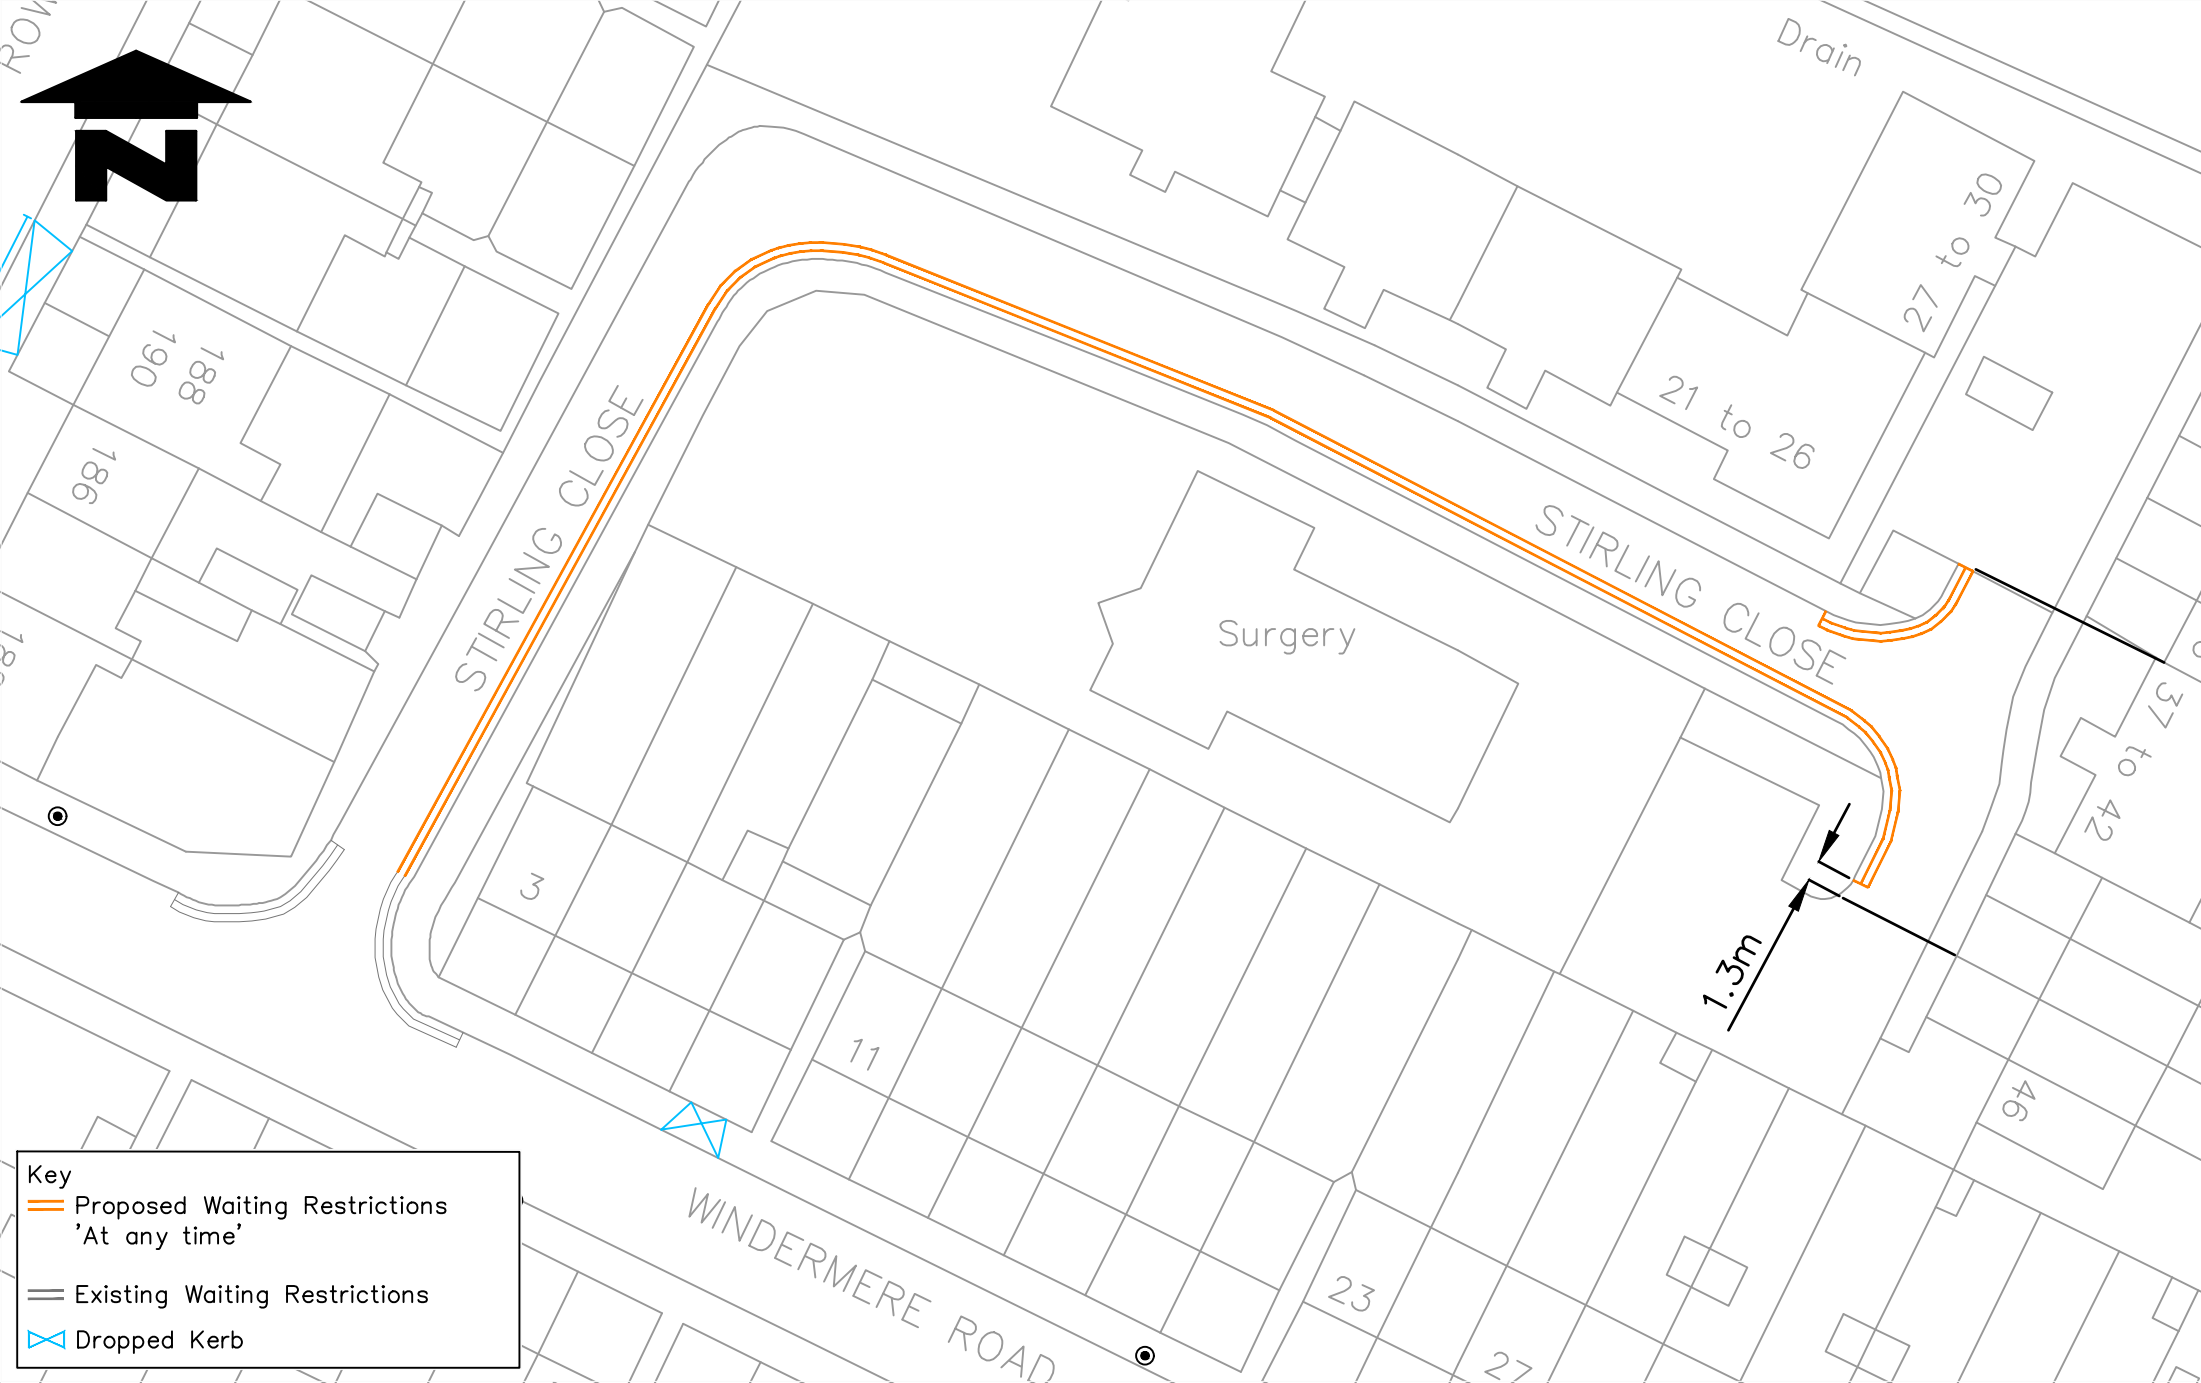 ROW
N
Drain
27 to 30
190
188
186
21 to 26
STIRLING CLOSE
STIRLING CLOSE
Surgery
37 to 42
3
1.3m
11
46
WINDERMERE ROAD
23
27
Key
Proposed Waiting Restrictions
'At any time'
Existing Waiting Restrictions
Dropped Kerb